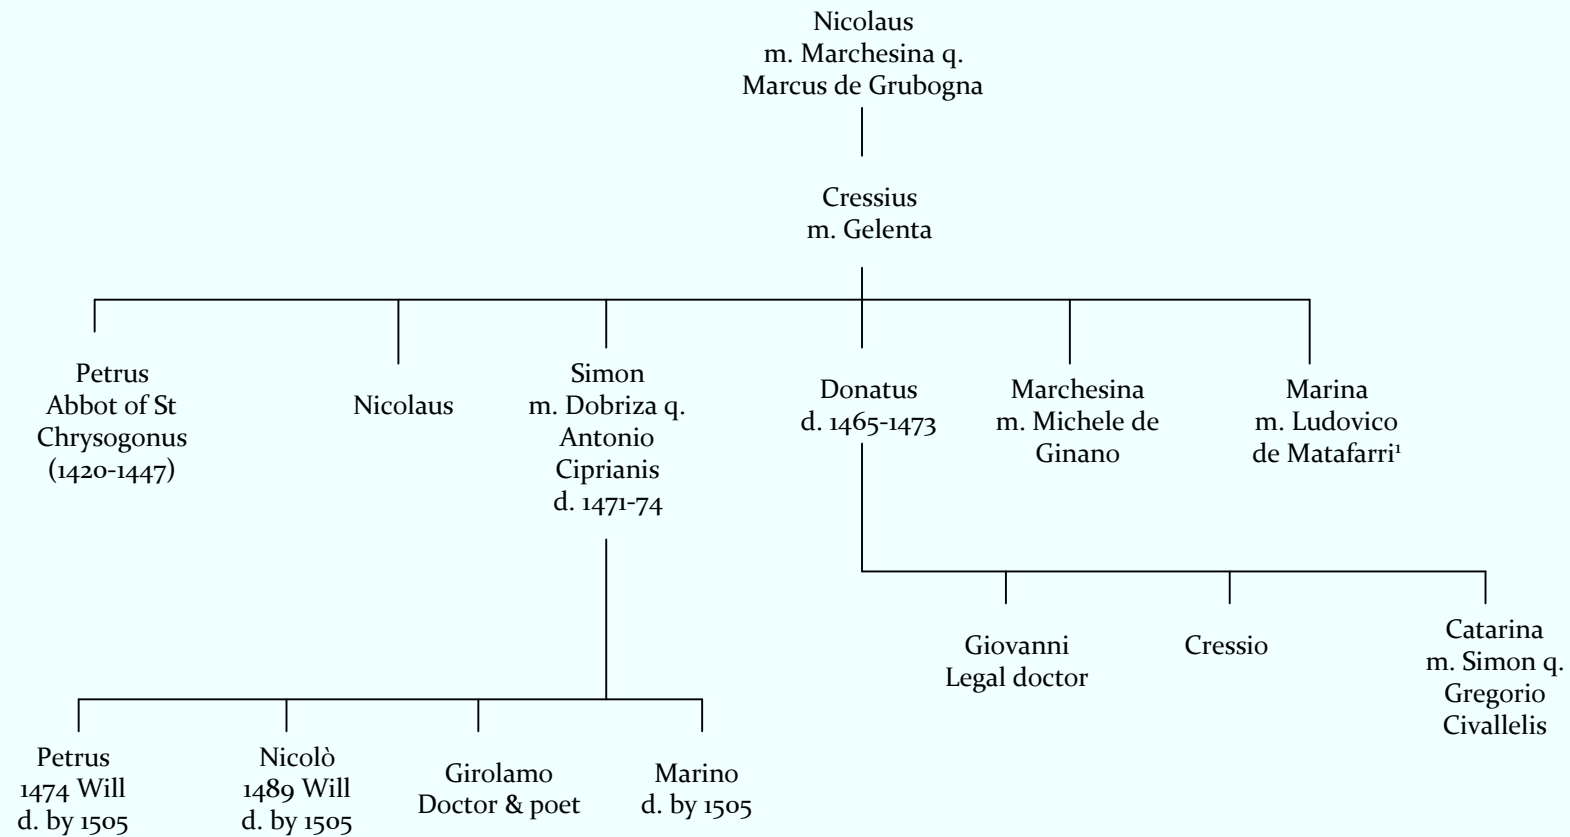 Nicolaus
m. Marchesina q.
Marcus de Grubogna
Cressius
m. Gelenta
Petrus
Abbot of St
Chrysogonus
(1420-1447)
Nicolaus
Simon
m. Dobriza q.
Antonio
Ciprianis
d. 1471-74
Donatus
d. 1465-1473
Marchesina
m. Michele de
Ginano
Marina
m. Ludovico
de Matafarri¹
Giovanni
Legal doctor
Cressio
Catarina
m. Simon q.
Gregorio
Civallelis
Petrus
1474 Will
d. by 1505
Nicolò
1489 Will
d. by 1505
Girolamo
Doctor & poet
Marino
d. by 1505